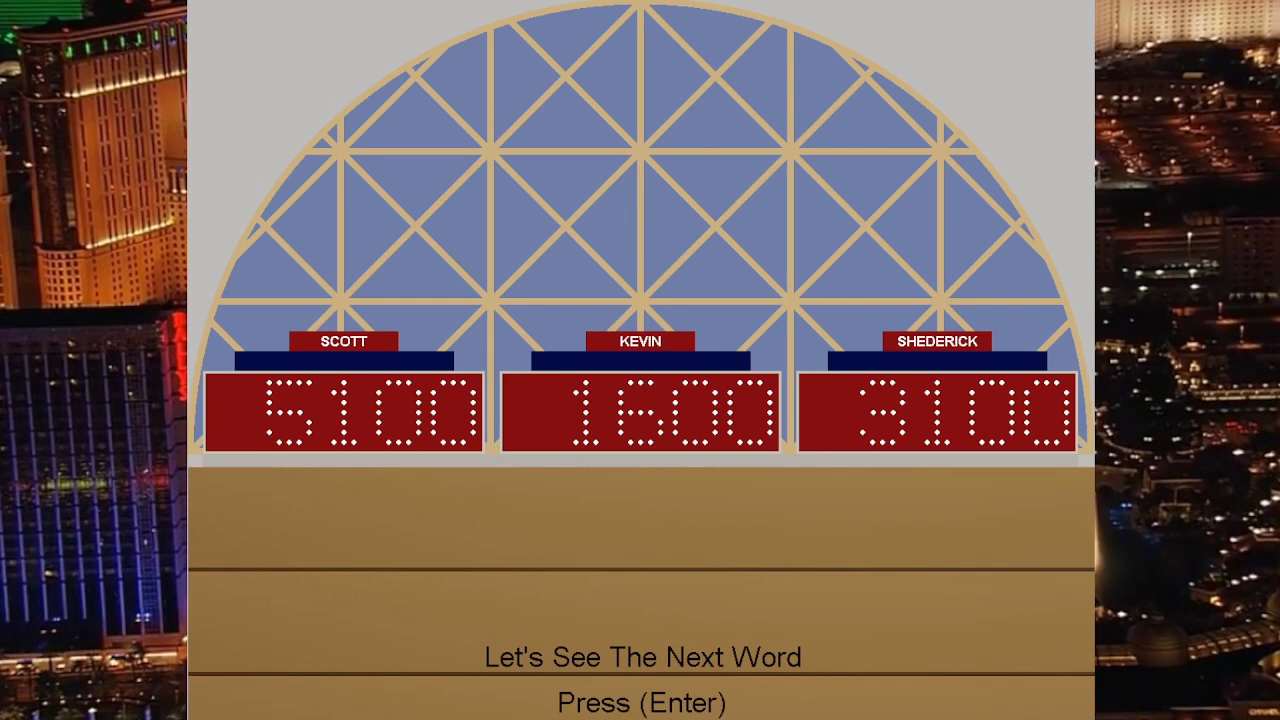 SCOTT KEVIN SHEDERICK
5100 1600 3100
Let's See The Next Word
Press (Enter)